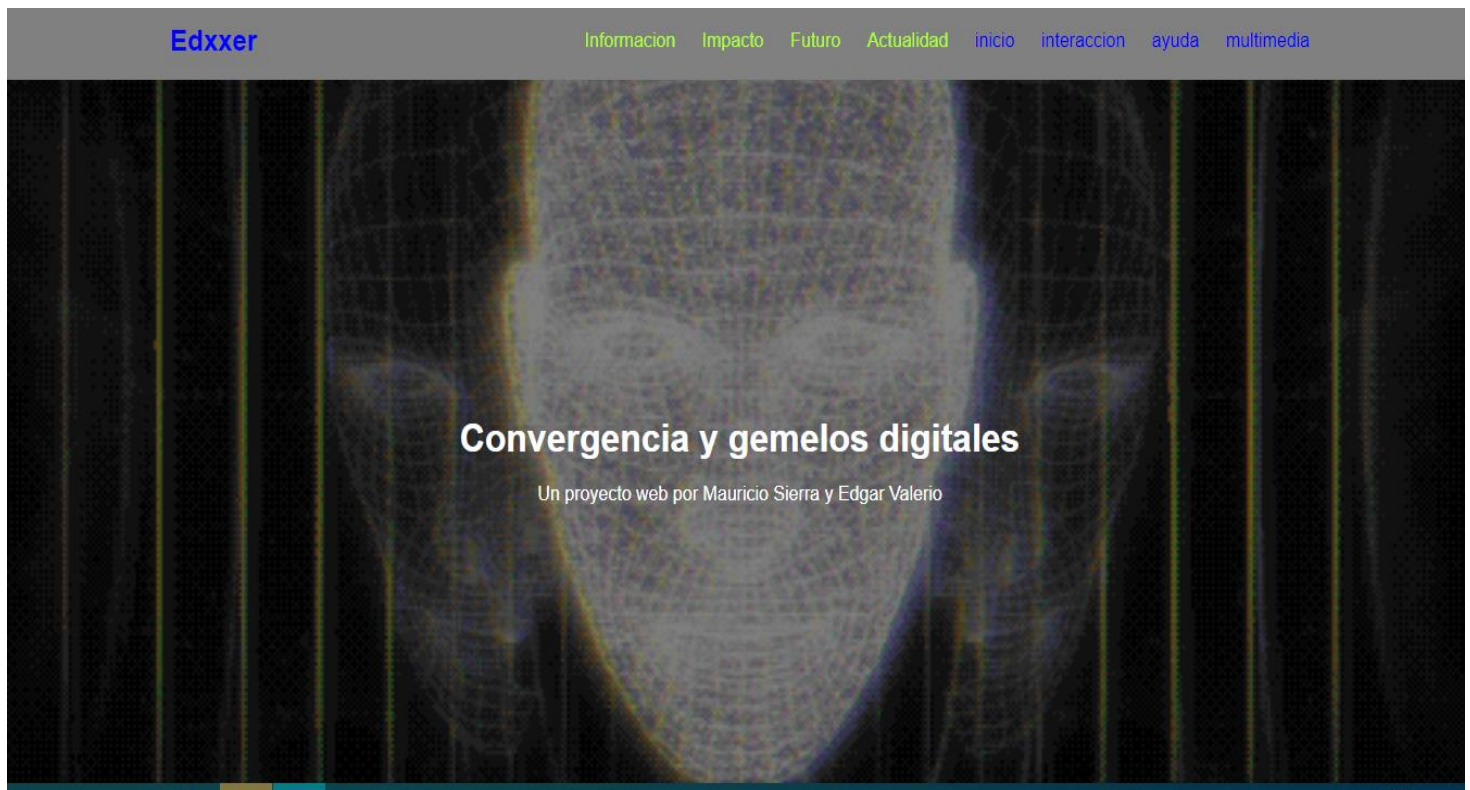 Edxxer Informacion Impacto Futuro Actualidad inicio interaccion ayuda multimedia
Convergencia y gemelos digitales
Un proyecto web por Mauricio Sierra y Edgar Valerio